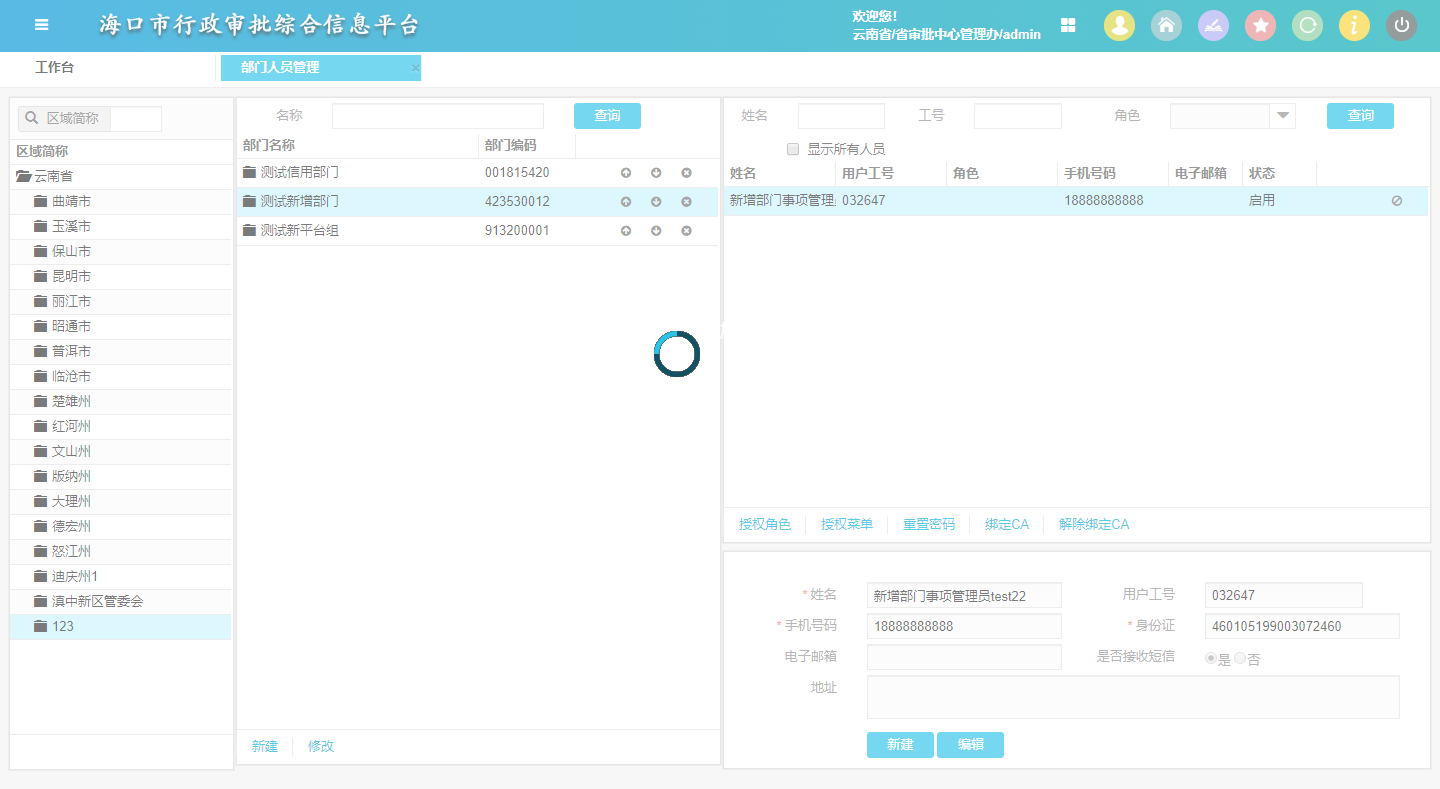 海口市行政审批综合信息平台
欢迎您!
云南省/省审批中心管理办/admin
工作台
部门人员管理
区域简称
区域简称
云南省
曲靖市
玉溪市
保山市
昆明市
丽江市
昭通市
普洱市
临沧市
楚雄州
红河州
文山州
版纳州
大理州
德宏州
怒江州
迪庆州1
滇中新区管委会
123
名称 查询
部门名称 部门编码
测试信用部门 001815420
测试新增部门 423530012
测试新平台组 913200001
新建 修改
姓名 工号 角色 查询
显示所有人员
姓名 用户工号 角色 手机号码 电子邮箱 状态
新增部门事项管理 032647 18888888888 启用
授权角色 授权菜单 重置密码 绑定CA 解除绑定CA
*姓名 新增部门事项管理员test22 用户工号 032647
*手机号码 18888888888 *身份证 460105199003072460
电子邮箱 是否接收短信 是 否
地址
新建 编辑